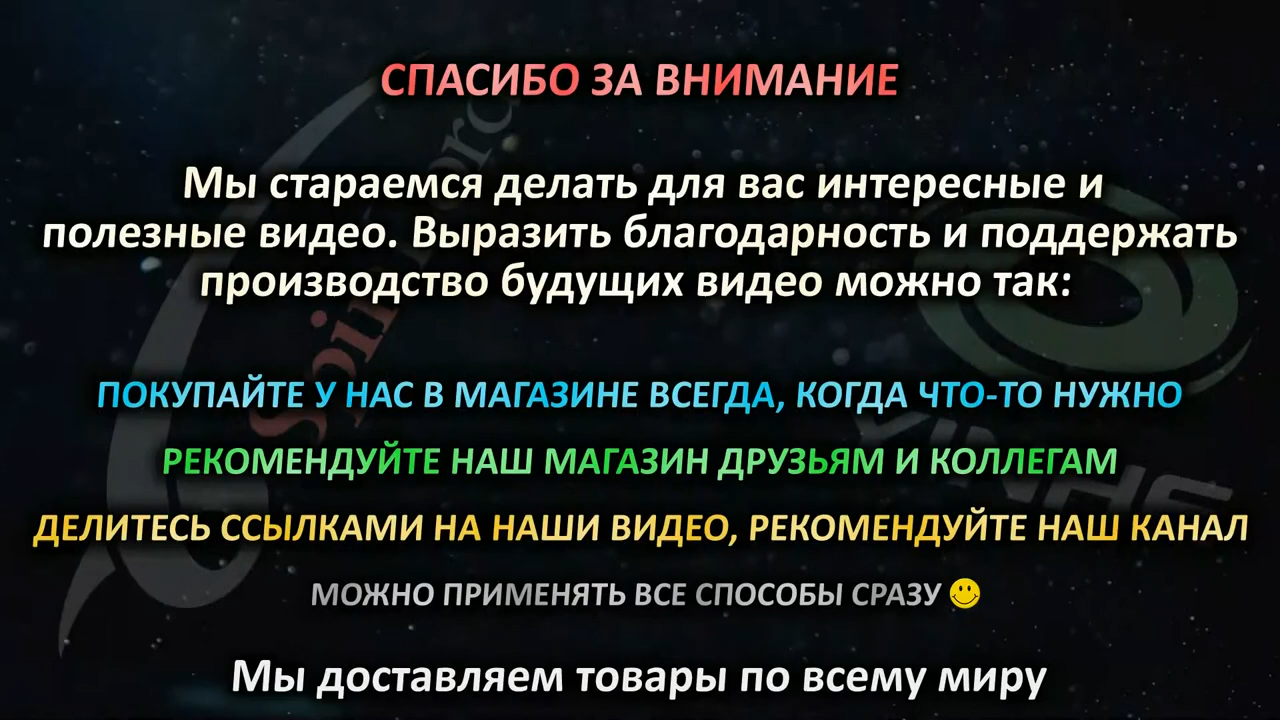 СПАСИБО ЗА ВНИМАНИЕ
Мы стараемся делать для вас интересные и
полезные видео. Выразить благодарность и поддержать
производство будущих видео можно так:
ПОКУПАЙТЕ У НАС В МАГАЗИНЕ ВСЕГДА, КОГДА ЧТО-ТО НУЖНО
РЕКОМЕНДУЙТЕ НАШ МАГАЗИН ДРУЗЬЯМ И КОЛЛЕГАМ
ДЕЛИТЕСЬ ССЫЛКАМИ НА НАШИ ВИДЕО, РЕКОМЕНДУЙТЕ НАШ КАНАЛ
МОЖНО ПРИМЕНЯТЬ ВСЕ СПОСОБЫ СРАЗУ
Мы доставляем товары по всему миру
YINHE